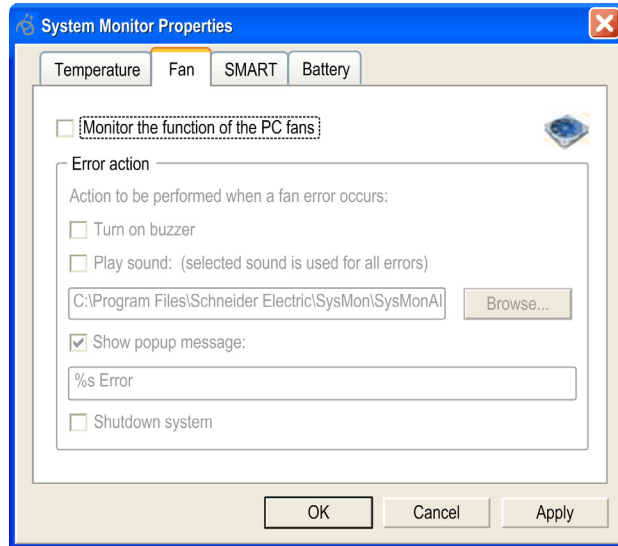 System Monitor Properties
Temperature Fan SMART Battery
Monitor the function of the PC fans
Error action
Action to be performed when a fan error occurs:
Turn on buzzer
Play sound: (selected sound is used for all errors)
C:\Program Files\Schneider Electric\SysMon\SysMonAl Browse...
Show popup message:
%s Error
Shutdown system
OK Cancel Apply